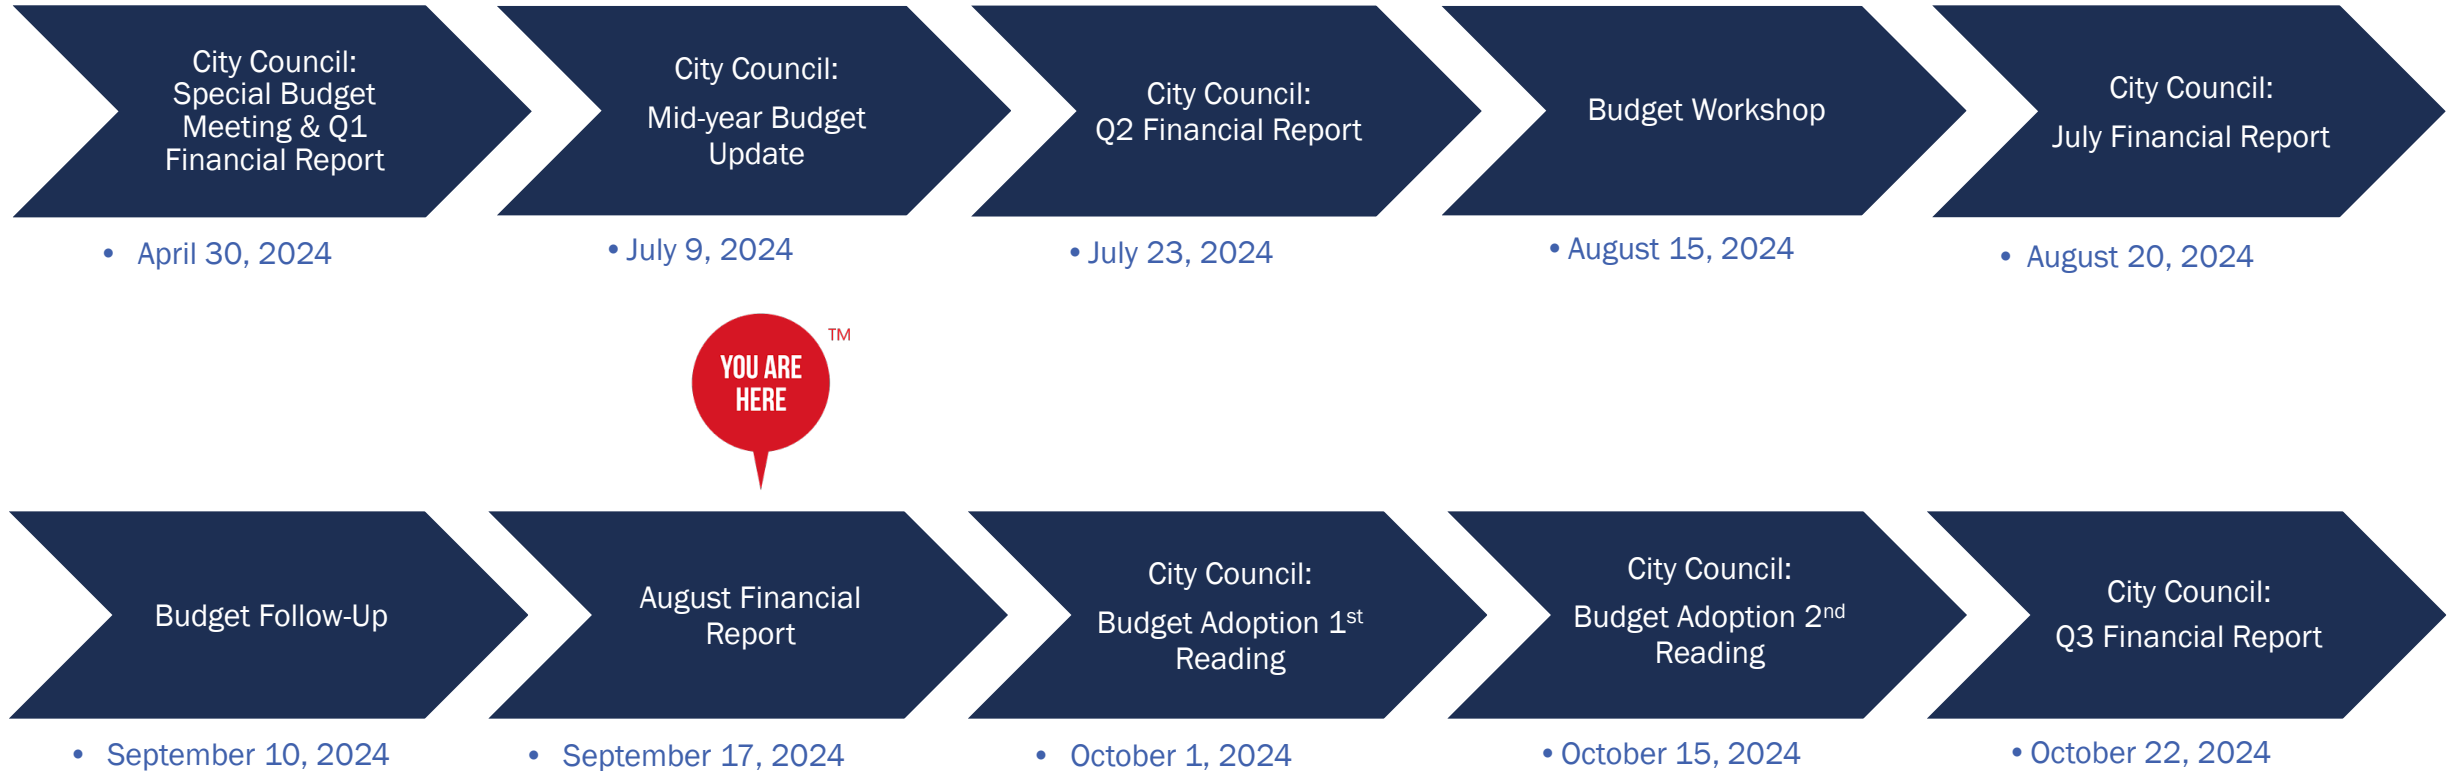 City Council:
Special Budget
Meeting & Q1
Financial Report
• April 30, 2024
City Council:
Mid-year Budget
Update
• July 9, 2024
City Council:
Q2 Financial Report
• July 23, 2024
Budget Workshop
• August 15, 2024
City Council:
July Financial Report
• August 20, 2024
YOU ARE
HERE
TM
Budget Follow-Up
• September 10, 2024
August Financial
Report
• September 17, 2024
City Council:
Budget Adoption 1st
Reading
• October 1, 2024
City Council:
Budget Adoption 2nd
Reading
• October 15, 2024
City Council:
Q3 Financial Report
• October 22, 2024